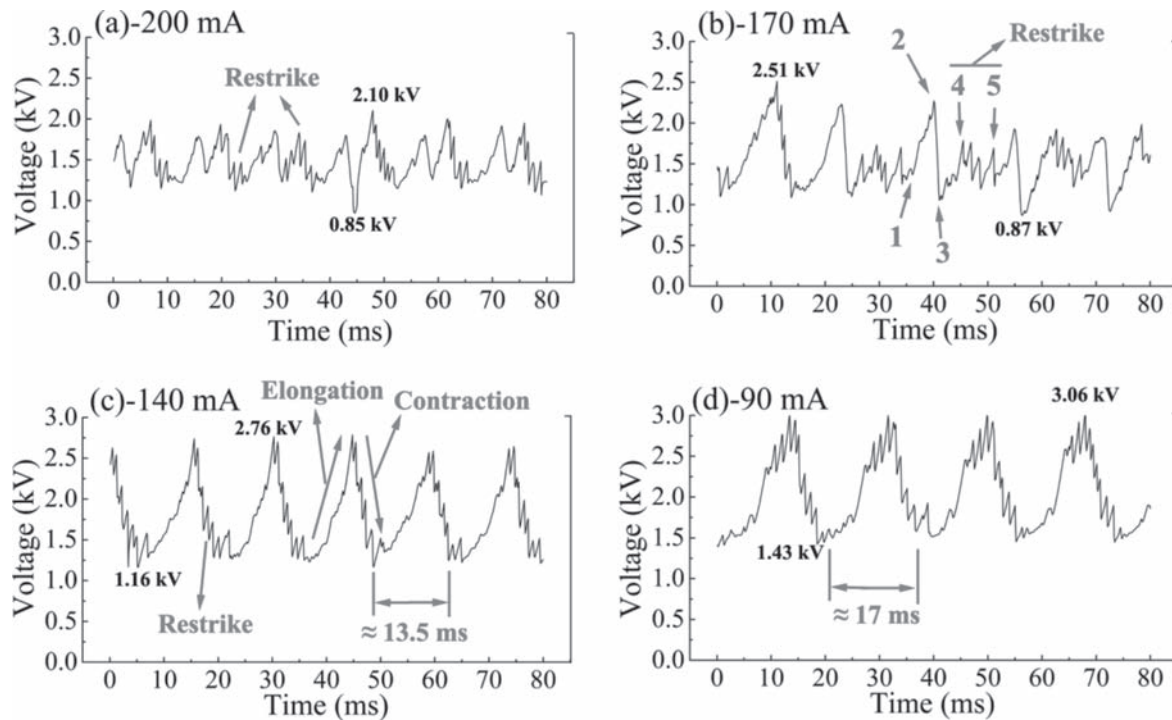 (a)-200 mA
3.0
2.5
2.0
1.5
1.0
0.5
0.0
Voltage (kV)
Restrike
2.10 kV
0.85 kV
0 10 20 30 40 50 60 70 80
Time (ms)
(b)-170 mA
3.0
2.5
2.0
1.5
1.0
0.5
0.0
Voltage (kV)
2.51 kV
2
Restrike
4 5
1
3
0.87 kV
0 10 20 30 40 50 60 70 80
Time (ms)
(c)-140 mA
3.0
2.5
2.0
1.5
1.0
0.5
0.0
Voltage (kV)
Elongation
Contraction
2.76 kV
1.16 kV
Restrike
≈ 13.5 ms
0 10 20 30 40 50 60 70 80
Time (ms)
(d)-90 mA
3.0
2.5
2.0
1.5
1.0
0.5
0.0
Voltage (kV)
3.06 kV
1.43 kV
≈ 17 ms
0 10 20 30 40 50 60 70 80
Time (ms)